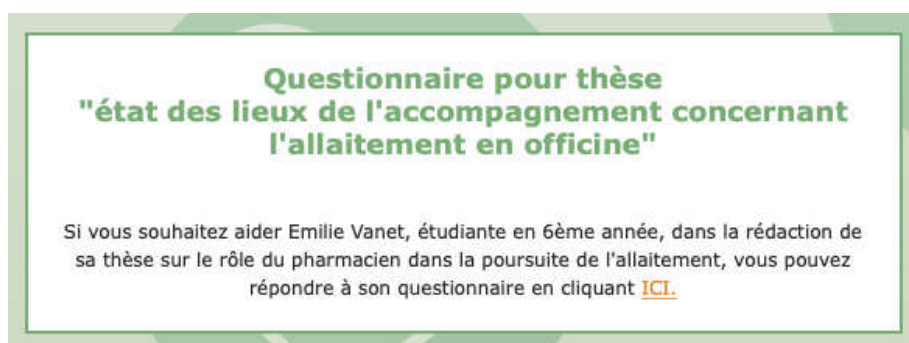 Questionnaire pour thèse
"état des lieux de l'accompagnement concernant
l'allaitement en officine"
Si vous souhaitez aider Emilie Vanet, étudiante en 6ème année, dans la rédaction de
sa thèse sur le rôle du pharmacien dans la poursuite de l'allaitement, vous pouvez
répondre à son questionnaire en cliquant ICI.